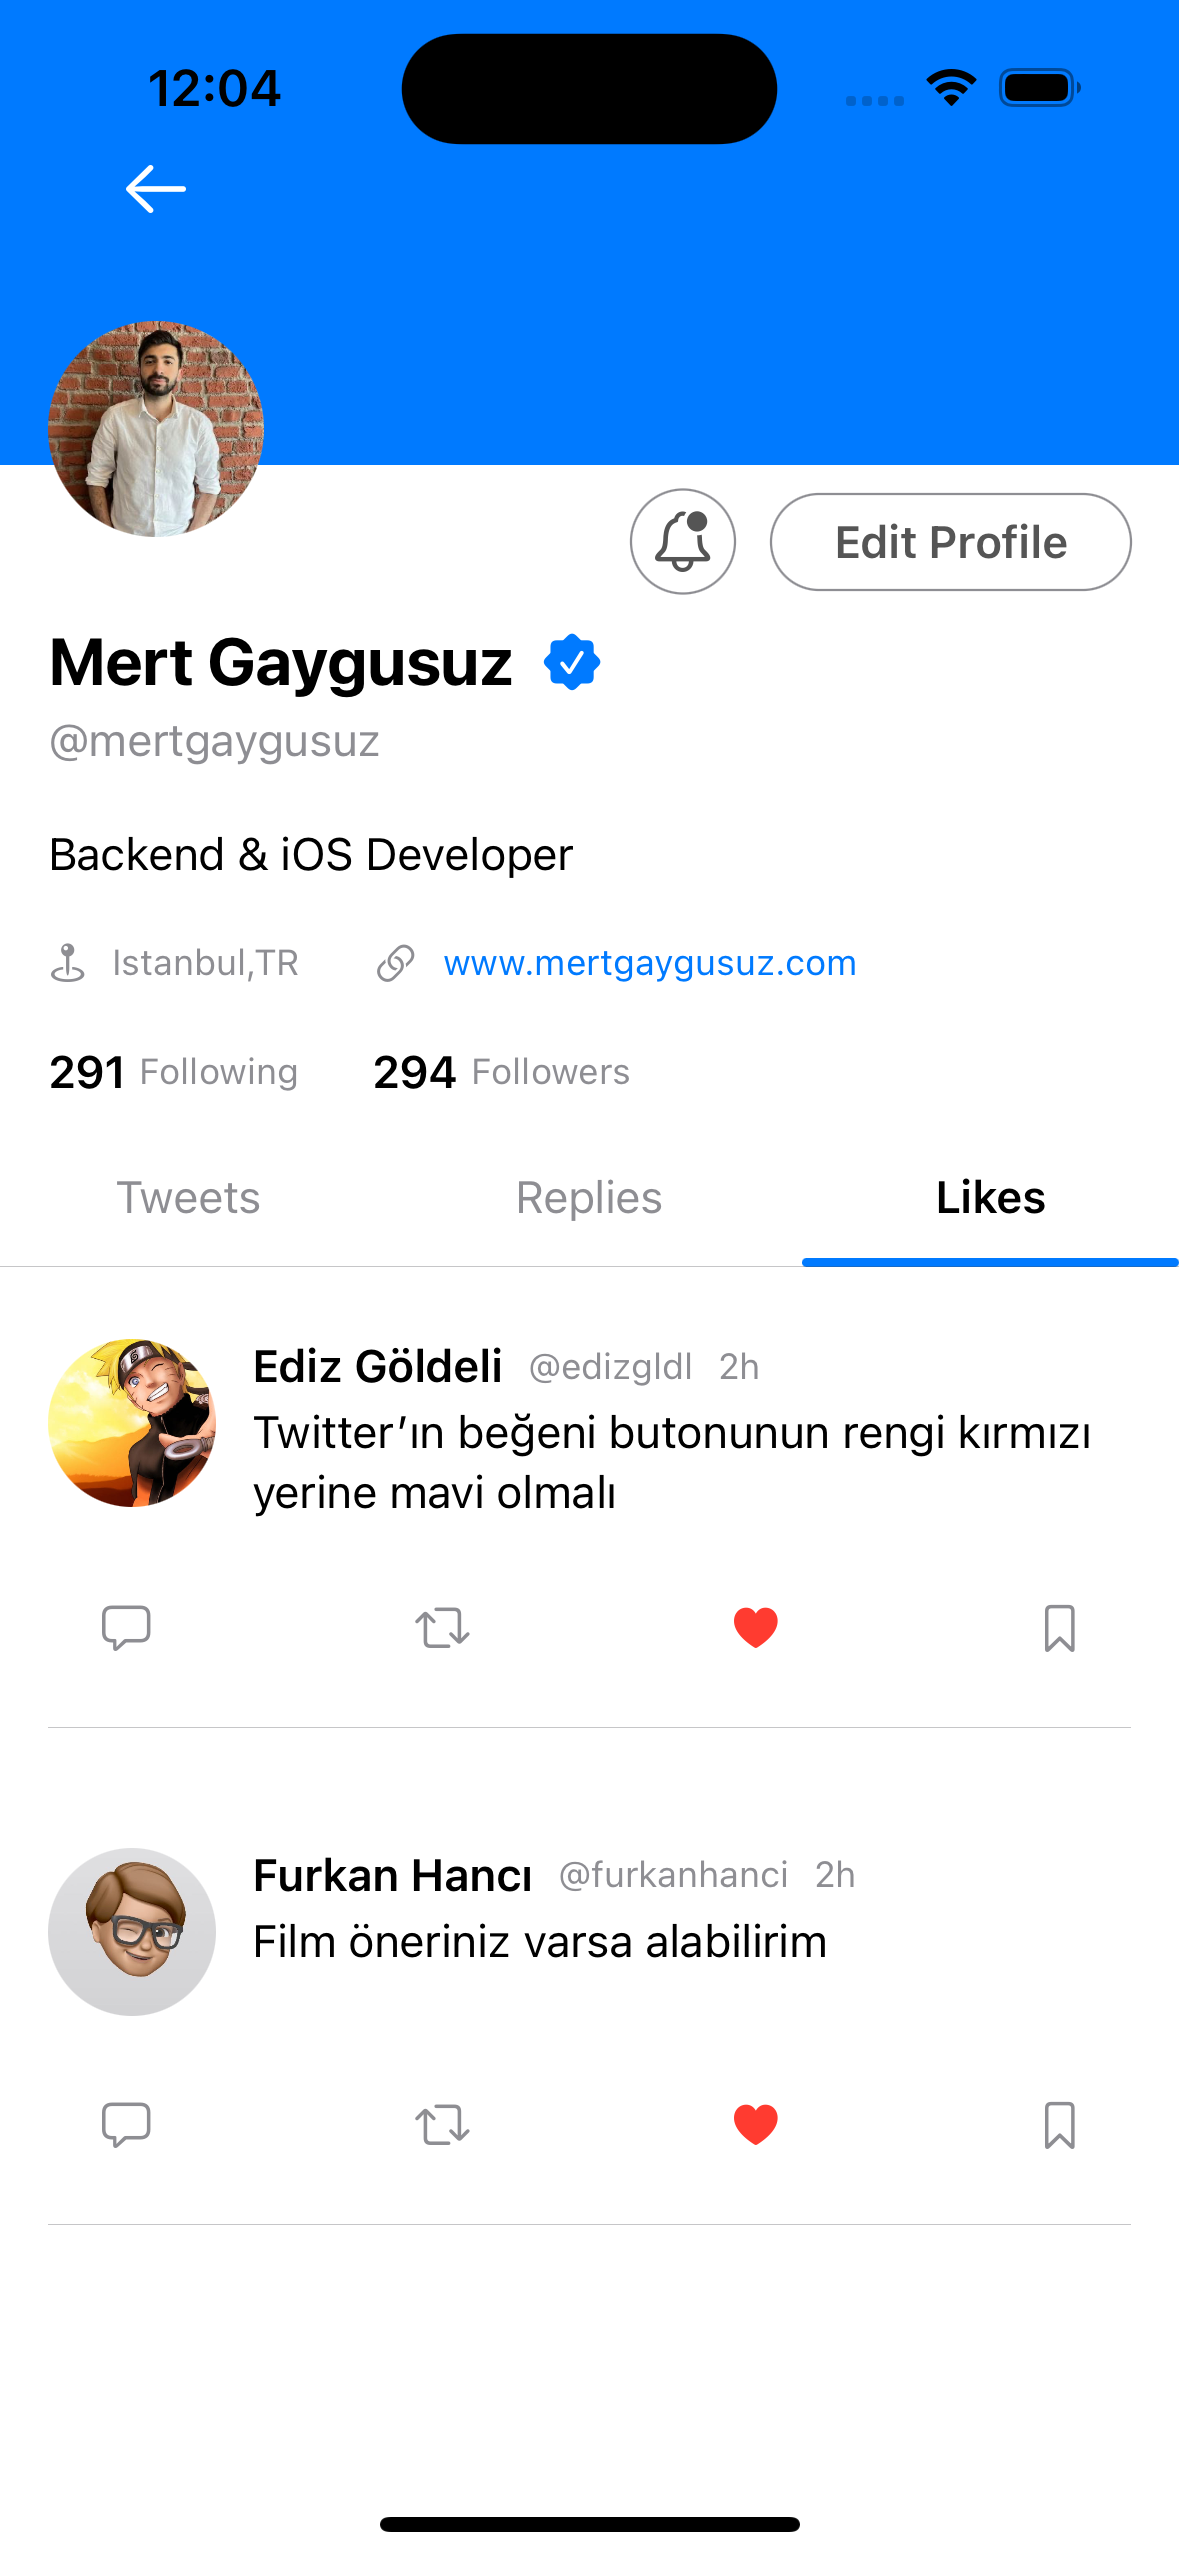 12:04
Edit Profile
Mert Gaygusuz
@mertgaygusuz
Backend & iOS Developer
Istanbul,TR www.mertgaygusuz.com
291 Following 294 Followers
Tweets Replies Likes
Ediz Göldeli @edizgldl 2h
Twitter’ın beğeni butonunun rengi kırmızı
yerine mavi olmalı
Furkan Hancı @furkanhanci 2h
Film öneriniz varsa alabilirim